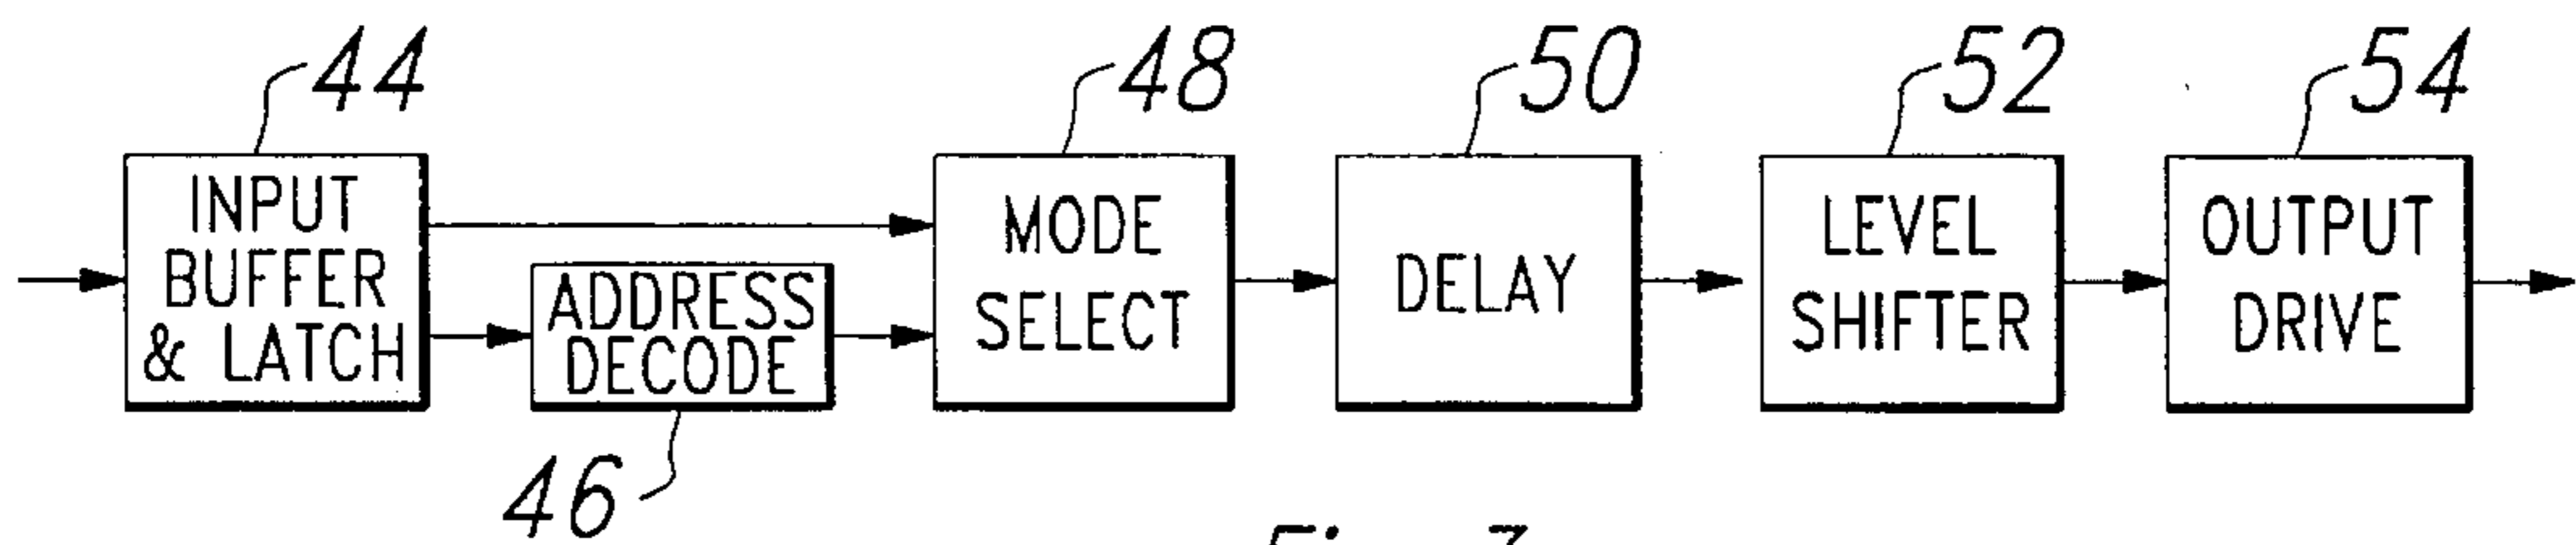 44
48
50
52
54
INPUT
BUFFER
& LATCH
ADDRESS
DECODE
MODE
SELECT
DELAY
LEVEL
SHIFTER
OUTPUT
DRIVE
46